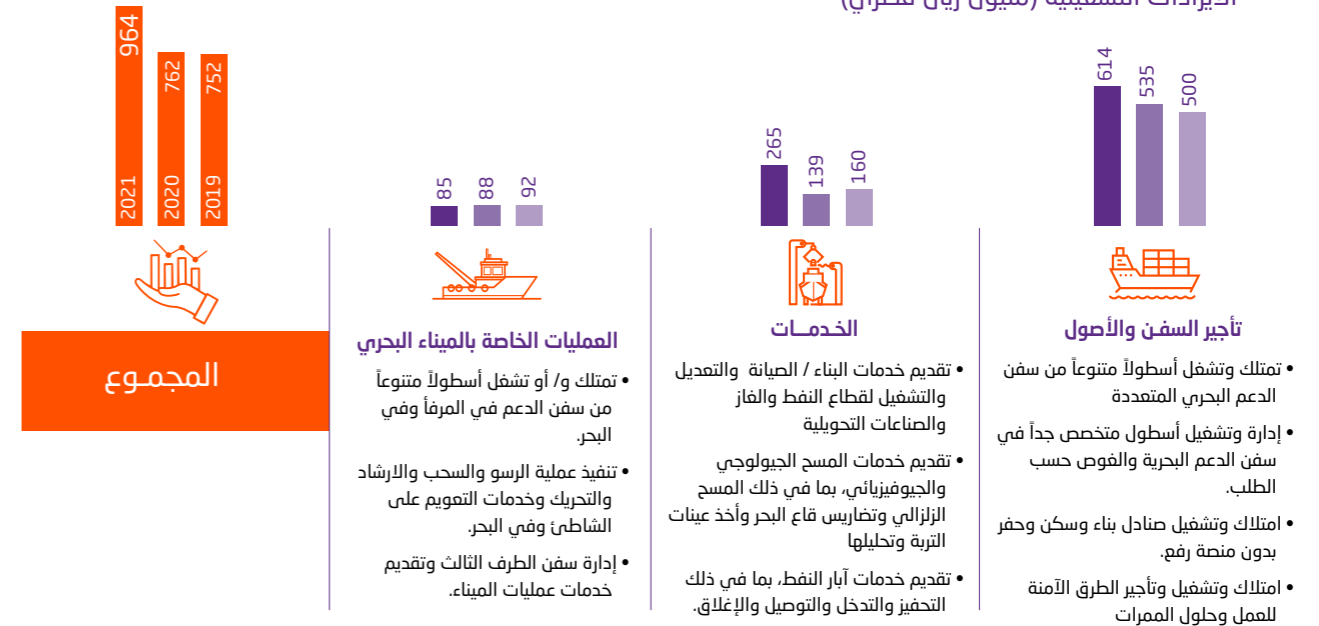 الايرادات التشغيلية (مليون ريال قطري)
614
535
500
تأجير السفن والأصول
• تمتلك وتشغل أسطولاً متنوعاً من سفن
الدعم البحري المتعددة
• إدارة وتشغيل أسطول متخصص جداً في
سفن الدعم البحرية والغوص حسب
الطلب.
• امتلاك وتشغيل صنادل بناء وسكن وحفر
بدون منصة رفع.
• امتلاك وتشغيل وتأجير الطرق الآمنة
للعمل وحلول الممرات
265
139
160
الخـدمـــات
• تقديم خدمات البناء / الصيانة والتعديل
والتشغيل لقطاع النفط والغاز
والصناعات التحويلية
• تقديم خدمات المسح الجيولوجي
والجيوفيزيائي، بما في ذلك المسح
الزلزالي وتضاريس قاع البحر وأخذ عينات
التربة وتحليلها
• تقديم خدمات آبار النفط، بما في ذلك
التحفيز والتدخل والتوصيل والإغلاق.
85
88
92
العمليات الخاصة بالميناء البحري
• تمتلك و/ أو تشغل أسطولاً متنوعاً
من سفن الدعم في المرفأ وفي
البحر.
• تنفيذ عملية الرسو والسحب والارشاد
والتحريك وخدمات التعويم على
الشاطئ وفي البحر.
• إدارة سفن الطرف الثالث وتقديم
خدمات عمليات الميناء.
964
762
752
2021
2020
2019
المجمـوع